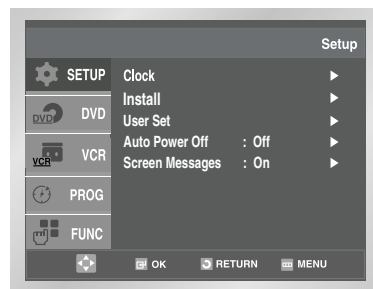 Setup
SETUP
Clock
Install
User Set
DVD DVD
Auto Power Off : Off
VCR VCR
Screen Messages : On
PROG
FUNC
OK RETURN MENU